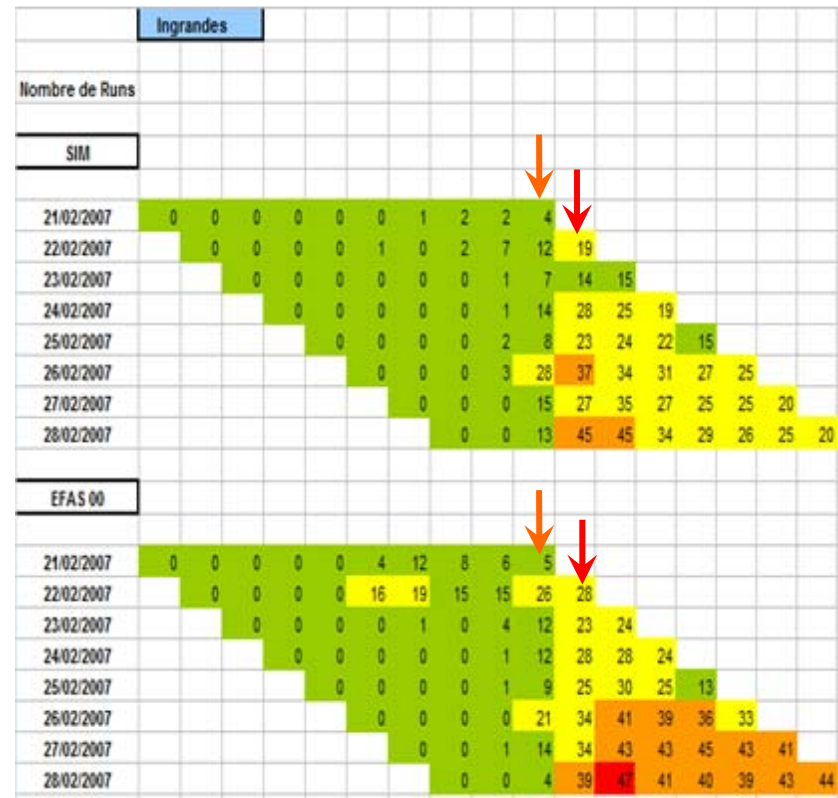 Ingrandes
Nombre de Runs
SIM
21/02/2007 0 0 0 0 0 0 1 2 2 4
22/02/2007 0 0 0 0 1 0 2 7 12 19
23/02/2007 0 0 0 0 0 0 1 7 14 15
24/02/2007 0 0 0 0 0 1 14 28 25 19
25/02/2007 0 0 0 0 2 8 23 24 22 15
26/02/2007 0 0 0 3 28 37 34 31 27 25
27/02/2007 0 0 0 15 27 35 27 25 25 20
28/02/2007 0 0 13 45 45 34 29 26 25 20
EFAS 00
21/02/2007 0 0 0 0 0 4 12 8 6 5
22/02/2007 0 0 0 0 16 19 15 15 26 28
23/02/2007 0 0 0 0 1 0 4 12 23 24
24/02/2007 0 0 0 0 0 1 12 28 28 24
25/02/2007 0 0 0 0 1 9 25 30 25 13
26/02/2007 0 0 0 0 21 34 41 39 36 33
27/02/2007 0 0 1 14 34 43 43 45 43 41
28/02/2007 0 0 4 39 47 41 40 39 43 44